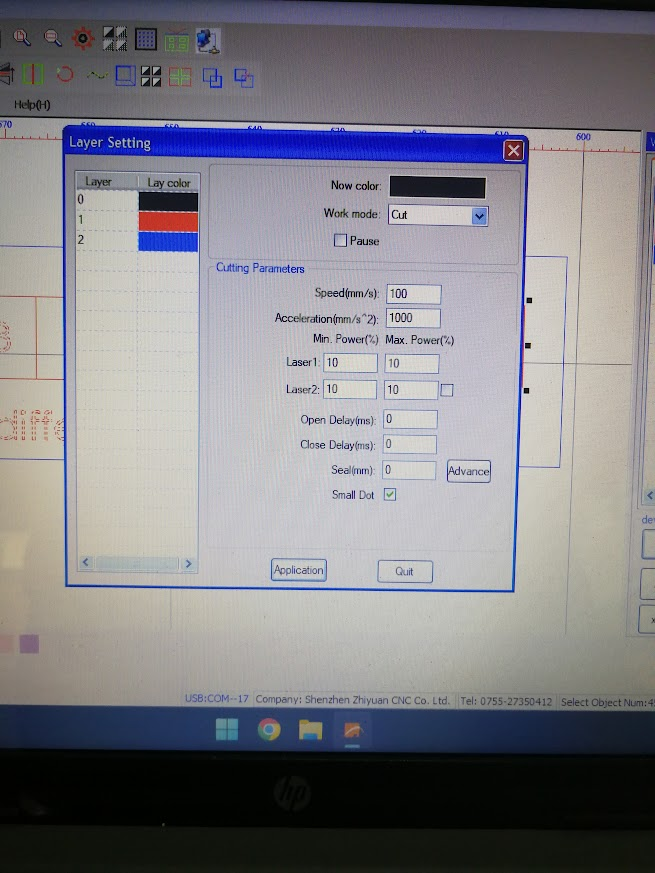 Help(H)
600
Layer Setting
Layer Lay color
0
1
2
Now color:
Work mode: Cut
Pause
Cutting Parameters
Speed(mm/s): 100
Acceleration(mm/s^2): 1000
Min. Power(%) Max. Power(%)
Laser1: 10 10
Laser2: 10 10
Open Delay(ms): 0
Close Delay(ms): 0
Seal(mm): 0 Advance
Small Dot
Application Quit
USB:COM--17 Company: Shenzhen Zhiyuan CNC Co. Ltd. Tel: 0755-27350412 Select Object Num:4
hp